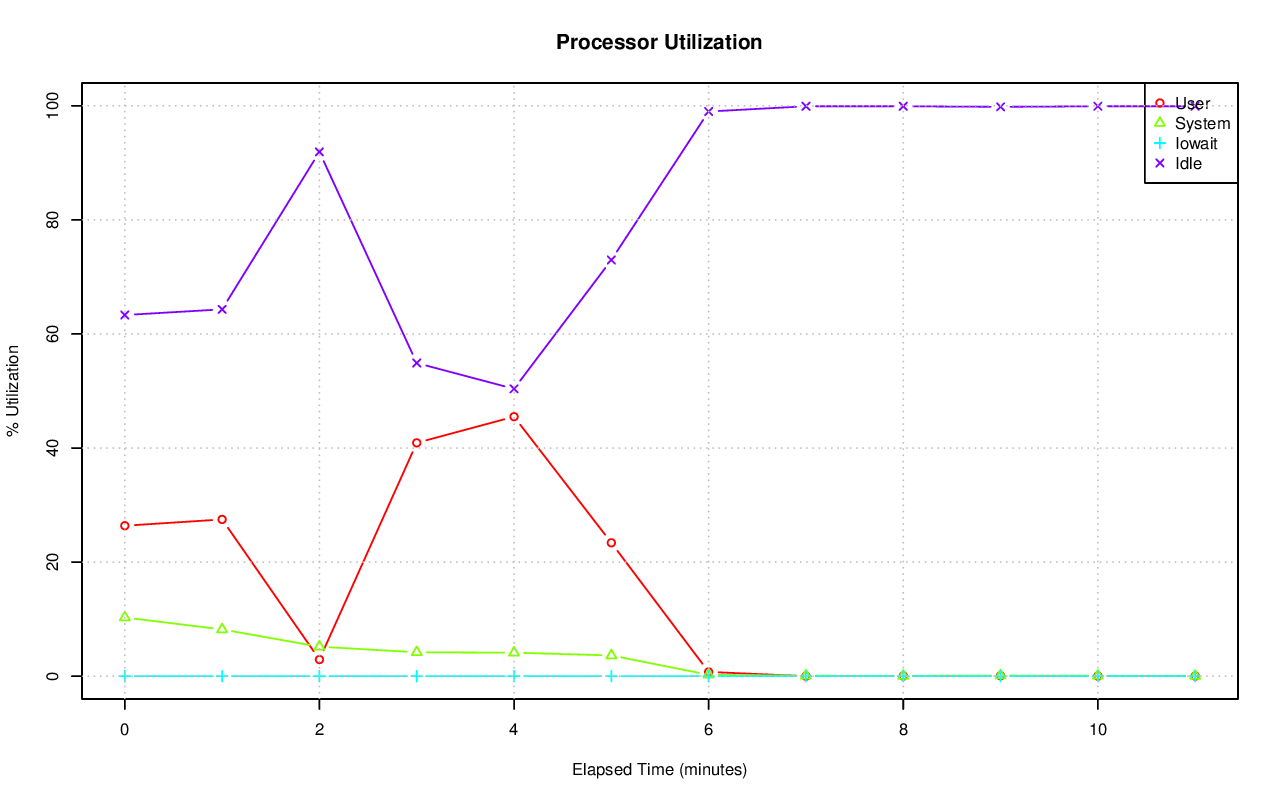 Processor Utilization
% Utilization
100
80
60
40
20
0
User
System
Iowait
Idle
0 2 4 6 8 10
Elapsed Time (minutes)